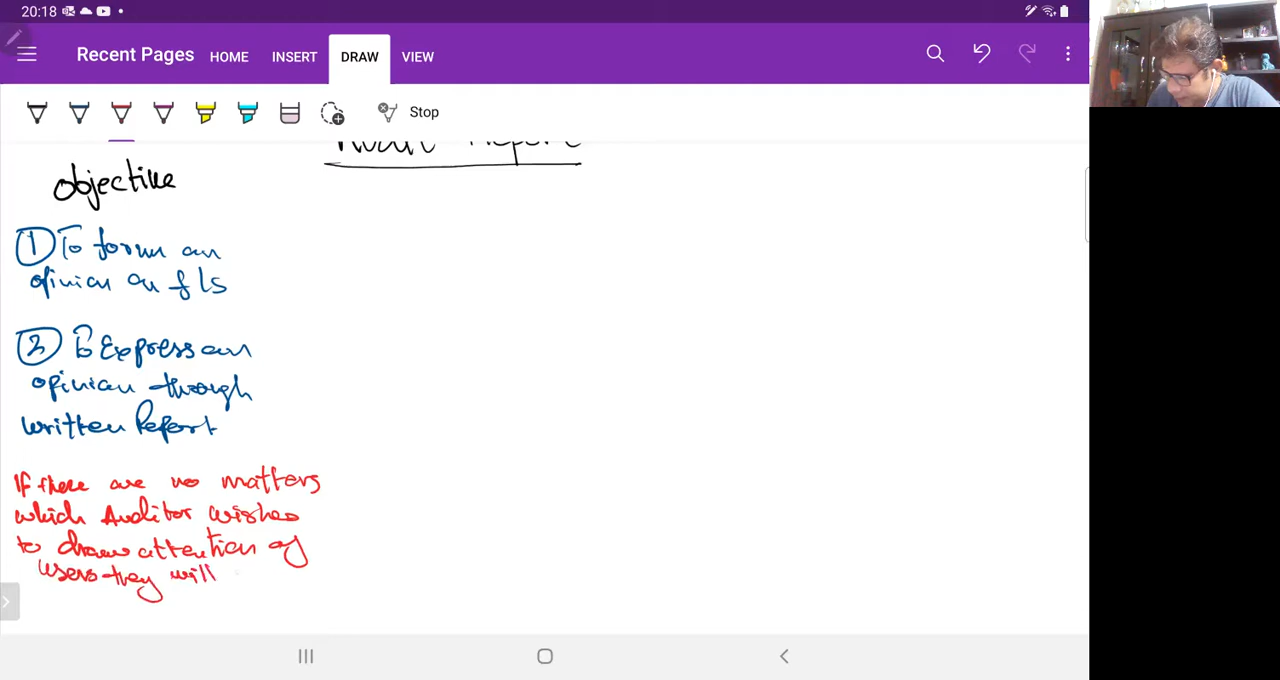 20:18
Recent Pages HOME INSERT DRAW VIEW
Stop
Audit Report
Objective
① To form an
opinion on f/s
② To Express an
opinion through
written Report
If there are no matters
which Auditor wishes
to draw attention of
users they will